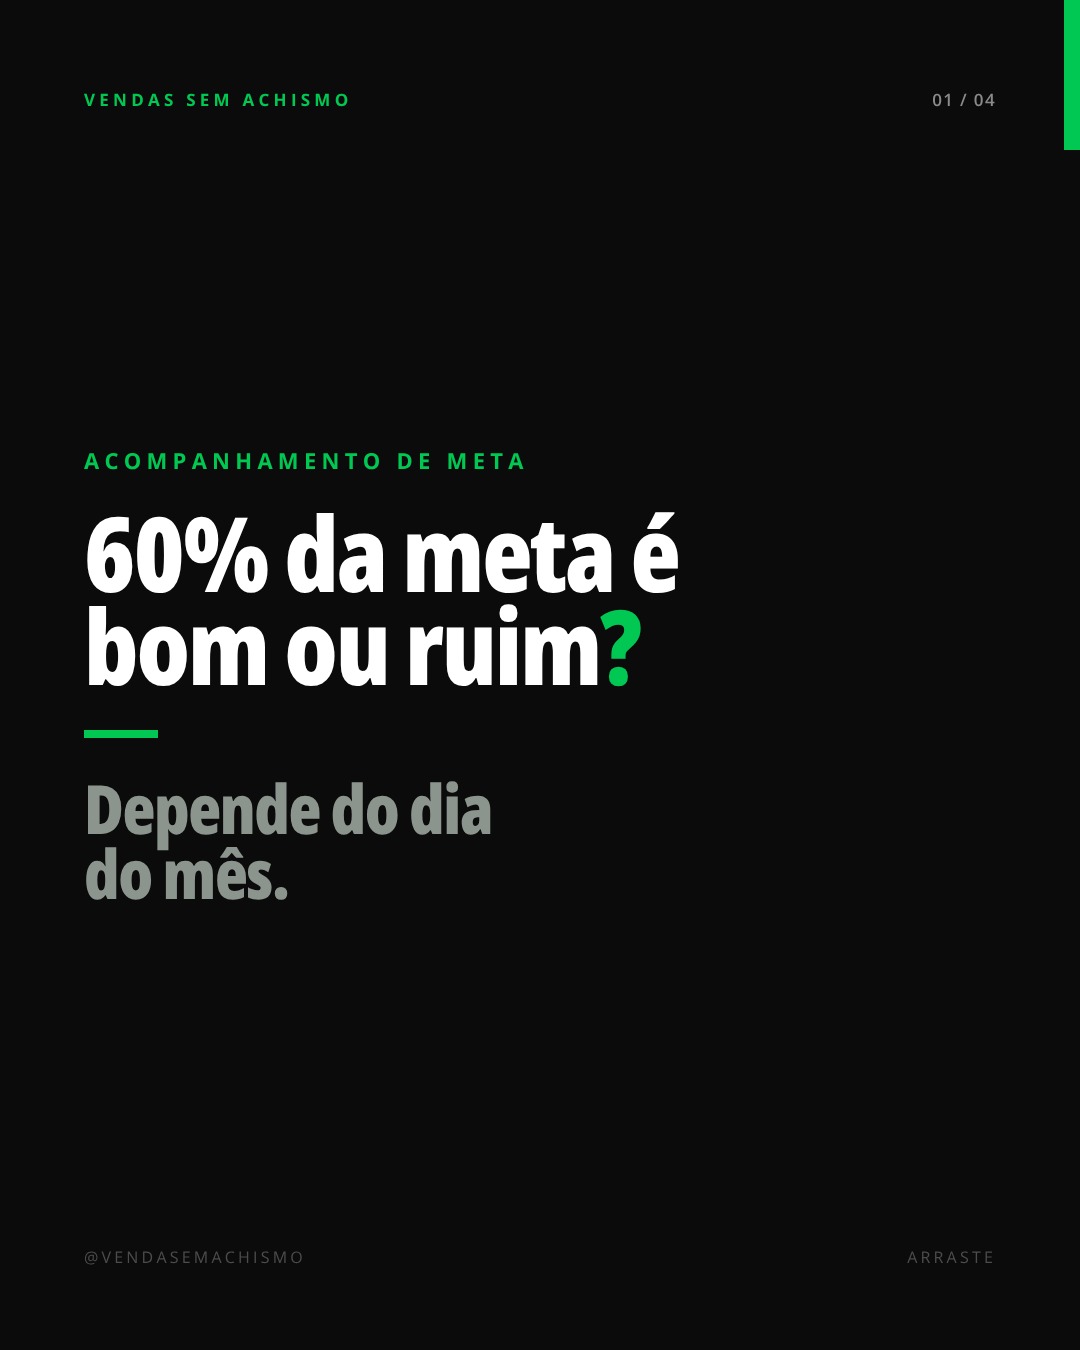 VENDAS SEM ACHISMO
01 / 04
ACOMPANHAMENTO DE META
60% da meta é
bom ou ruim?
Depende do dia
do mês.
@VENDASEMACHISMO
ARRASTE